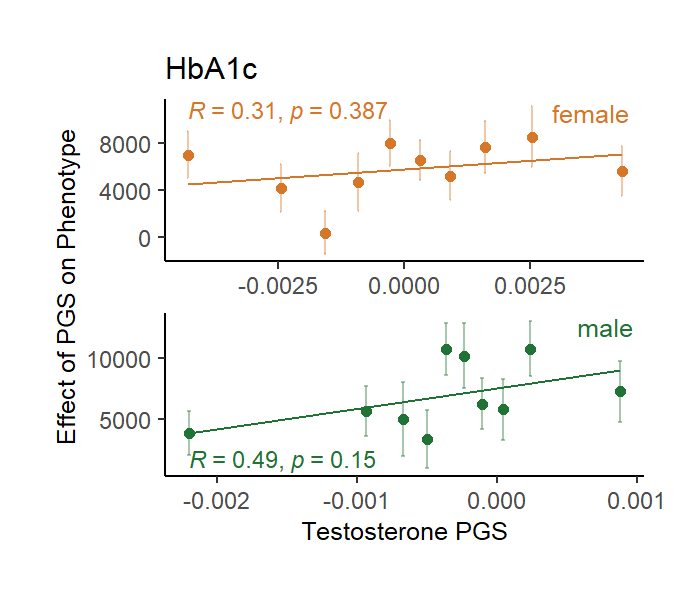 HbA1c
Effect of PGS on Phenotype
R = 0.31, p = 0.387
female
8000
4000
0
-0.0025 0.0000 0.0025
male
10000
5000
R = 0.49, p = 0.15
-0.002 -0.001 0.000 0.001
Testosterone PGS